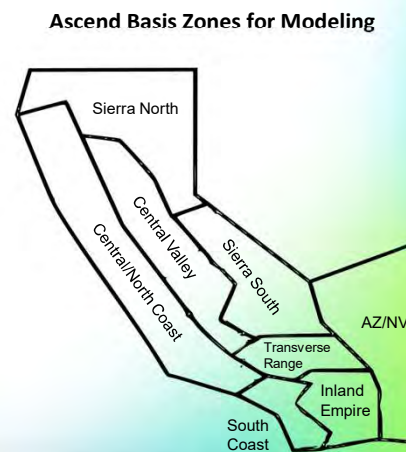 Ascend Basis Zones for Modeling
Sierra North
Central Valley
Central/North Coast
Sierra South
AZ/NV
Transverse
Range
Inland
Empire
South
Coast